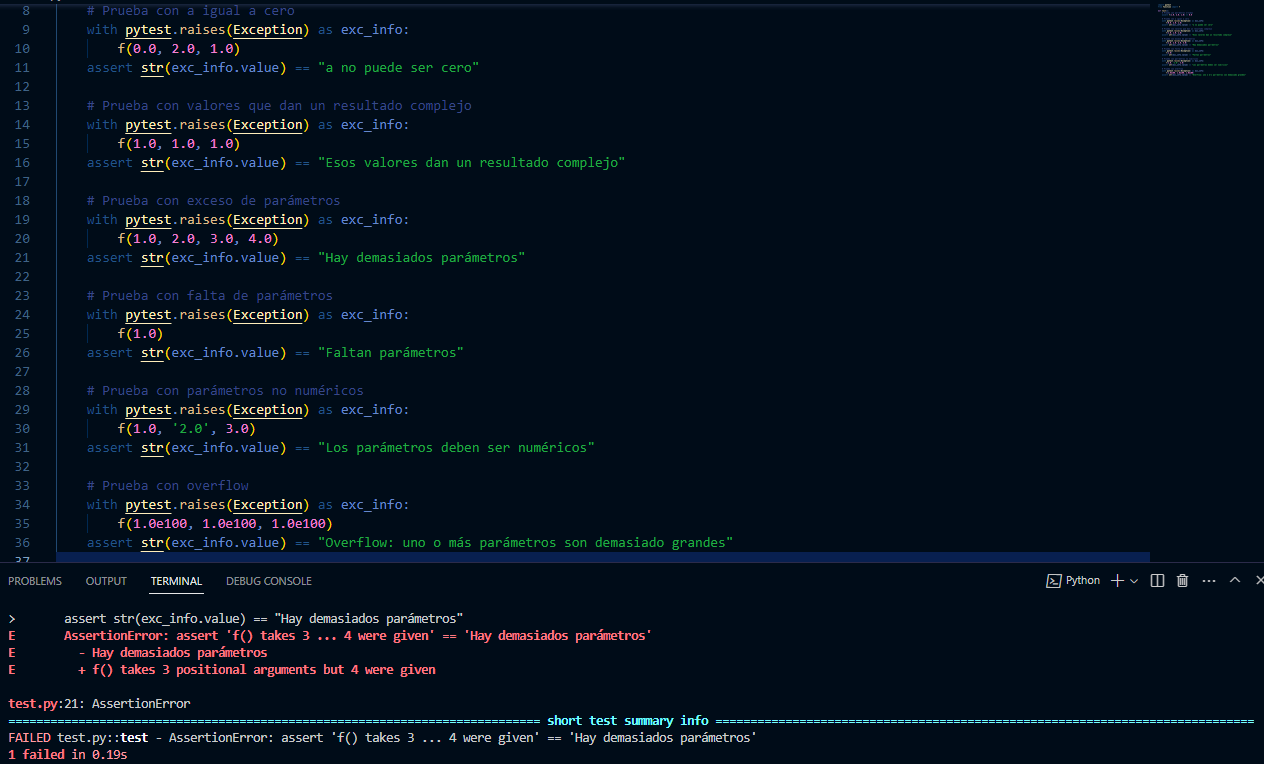 8 # Prueba con a igual a cero
9 with pytest.raises(Exception) as exc_info:
10 f(0.0, 2.0, 1.0)
11 assert str(exc_info.value) == "a no puede ser cero"
12
13 # Prueba con valores que dan un resultado complejo
14 with pytest.raises(Exception) as exc_info:
15 f(1.0, 1.0, 1.0)
16 assert str(exc_info.value) == "Esos valores dan un resultado complejo"
17
18 # Prueba con exceso de parámetros
19 with pytest.raises(Exception) as exc_info:
20 f(1.0, 2.0, 3.0, 4.0)
21 assert str(exc_info.value) == "Hay demasiados parámetros"
22
23 # Prueba con falta de parámetros
24 with pytest.raises(Exception) as exc_info:
25 f(1.0)
26 assert str(exc_info.value) == "Faltan parámetros"
27
28 # Prueba con parámetros no numéricos
29 with pytest.raises(Exception) as exc_info:
30 f(1.0, '2.0', 3.0)
31 assert str(exc_info.value) == "Los parámetros deben ser numéricos"
32
33 # Prueba con overflow
34 with pytest.raises(Exception) as exc_info:
35 f(1.0e100, 1.0e100, 1.0e100)
36 assert str(exc_info.value) == "Overflow: uno o más parámetros son demasiado grandes"
37
PROBLEMS OUTPUT TERMINAL DEBUG CONSOLE Python
> assert str(exc_info.value) == "Hay demasiados parámetros"
E AssertionError: assert 'f() takes 3 ... 4 were given' == 'Hay demasiados parámetros'
E - Hay demasiados parámetros
E + f() takes 3 positional arguments but 4 were given
test.py:21: AssertionError
short test summary info
FAILED test.py::test - AssertionError: assert 'f() takes 3 ... 4 were given' == 'Hay demasiados parámetros'
1 failed in 0.19s